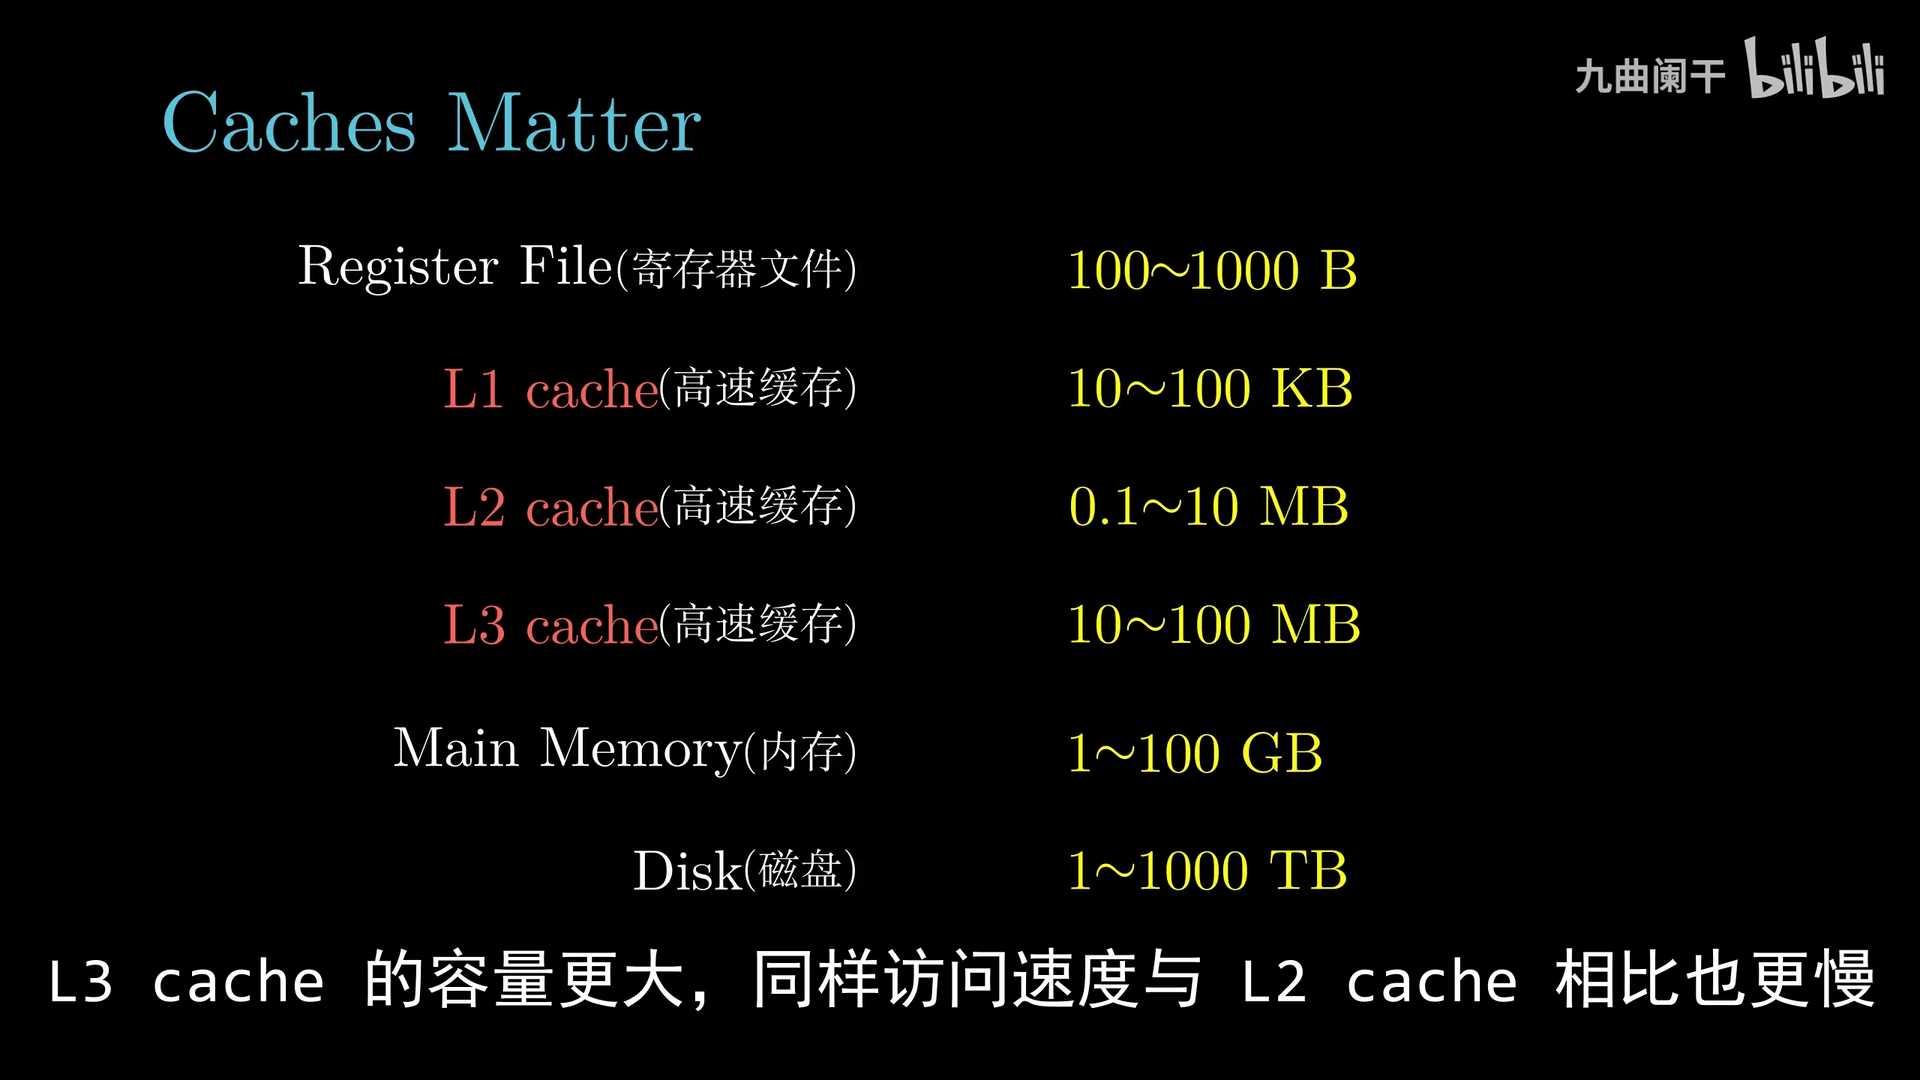 九曲阑干 bilibili
Caches Matter
Register File(寄存器文件) 100~1000 B
L1 cache(高速缓存) 10~100 KB
L2 cache(高速缓存) 0.1~10 MB
L3 cache(高速缓存) 10~100 MB
Main Memory(内存) 1~100 GB
Disk(磁盘) 1~1000 TB
L3 cache 的容量更大，同样访问速度与 L2 cache 相比也更慢